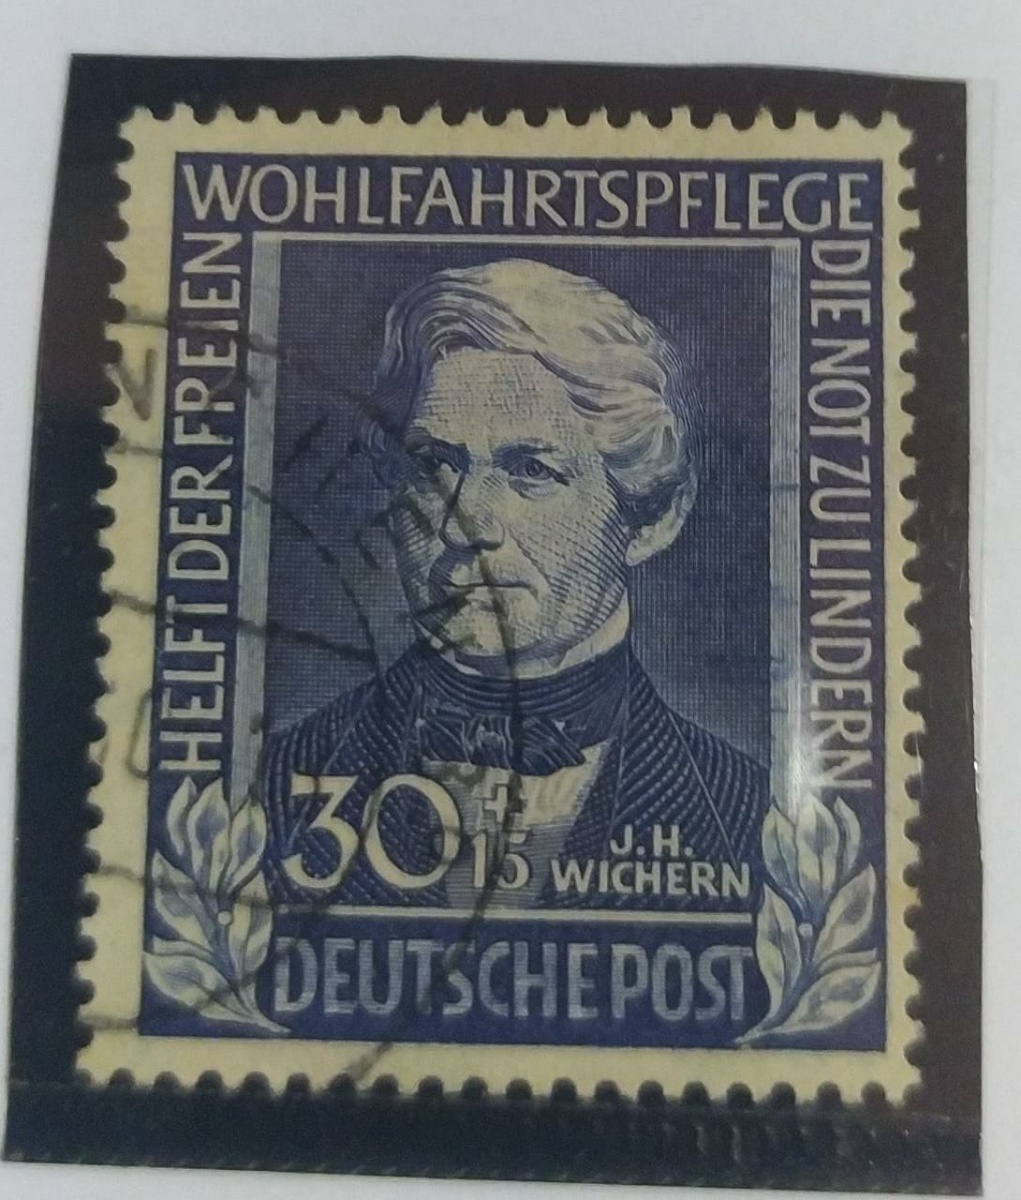 HELFT DER FREIEN
WOHLFAHRTSPFLEGE
DIE NOT ZU LINDERN
30 + 15
J. H.
WICHERN
DEUTSCHE POST